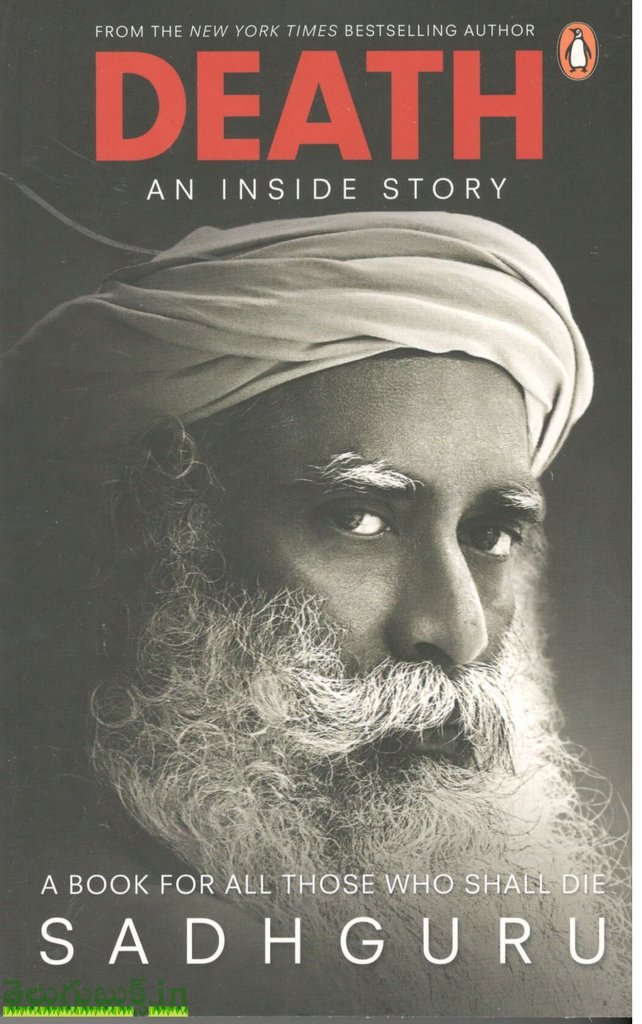 FROM THE NEW YORK TIMES BESTSELLING AUTHOR
DEATH
AN INSIDE STORY
A BOOK FOR ALL THOSE WHO SHALL DIE
SADHGURU
తెలుగుబుక్స్.in